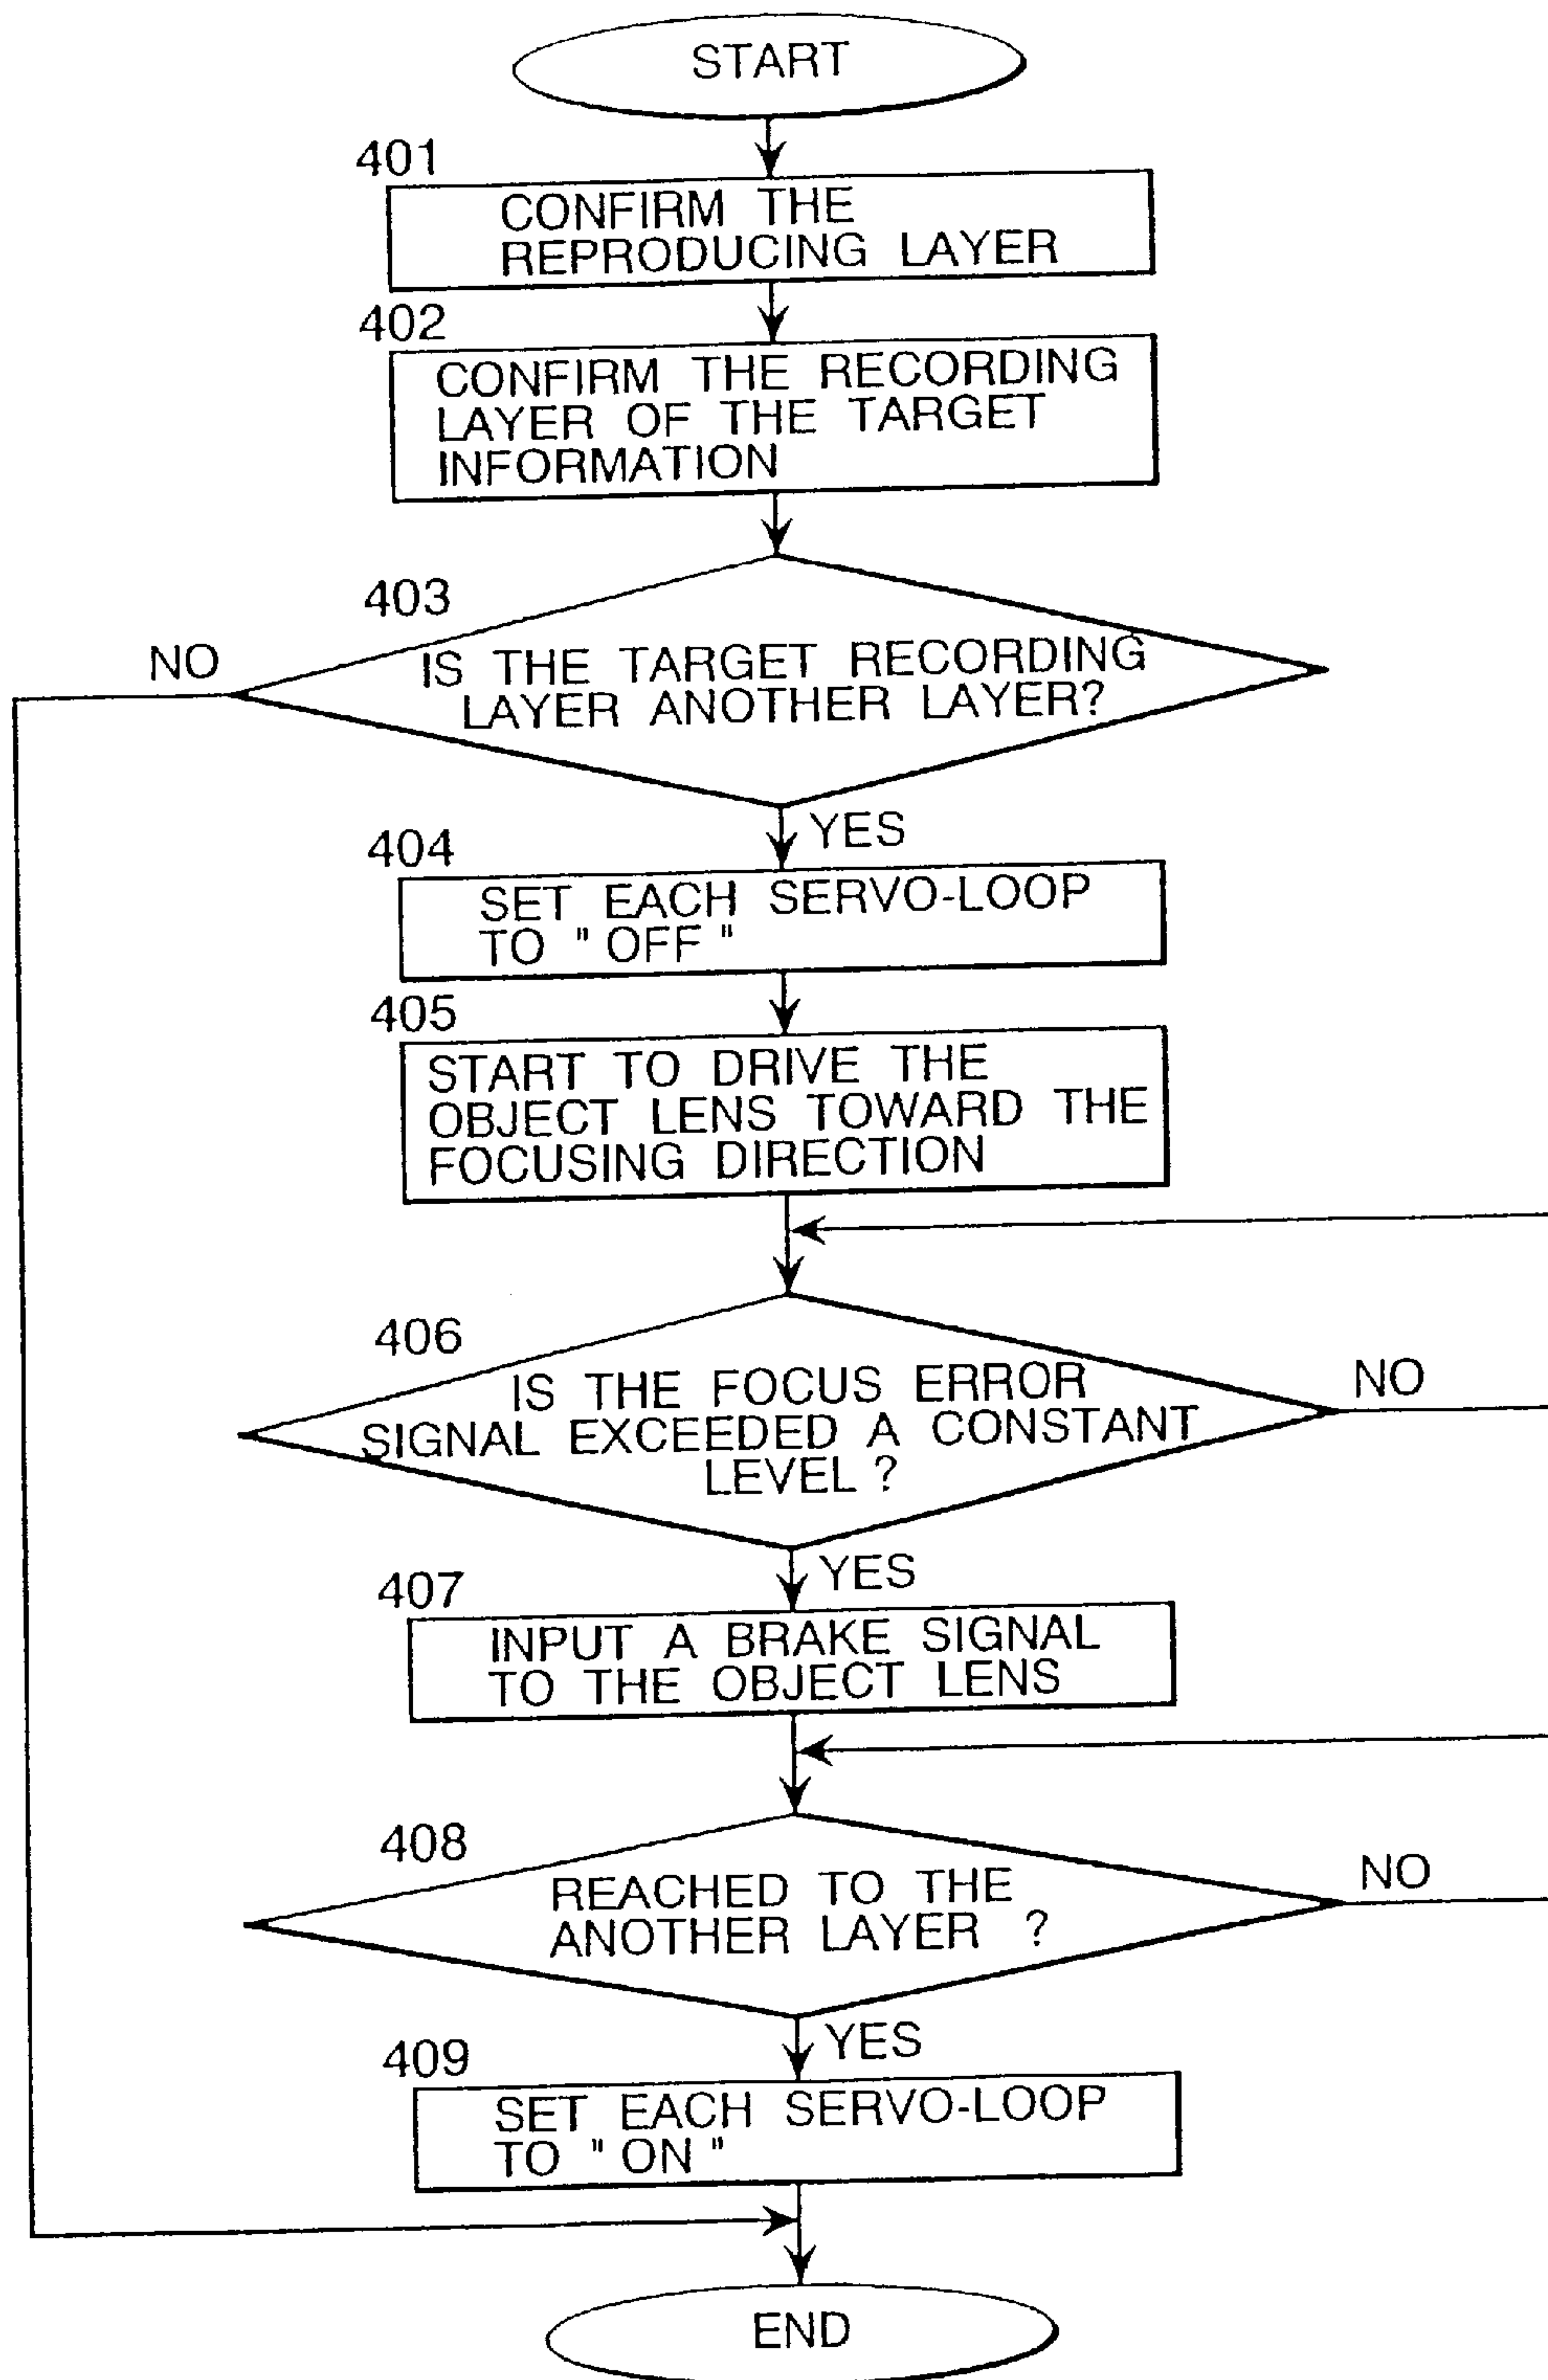 START
401
CONFIRM THE
REPRODUCING LAYER
402
CONFIRM THE RECORDING
LAYER OF THE TARGET
INFORMATION
403
NO
IS THE TARGET RECORDING
LAYER ANOTHER LAYER?
YES
404
SET EACH SERVO-LOOP
TO "OFF"
405
START TO DRIVE THE
OBJECT LENS TOWARD THE
FOCUSING DIRECTION
406
IS THE FOCUS ERROR
SIGNAL EXCEEDED A CONSTANT
LEVEL?
NO
YES
407
INPUT A BRAKE SIGNAL
TO THE OBJECT LENS
408
REACHED TO THE
ANOTHER LAYER ?
NO
YES
409
SET EACH SERVO-LOOP
TO "ON"
END